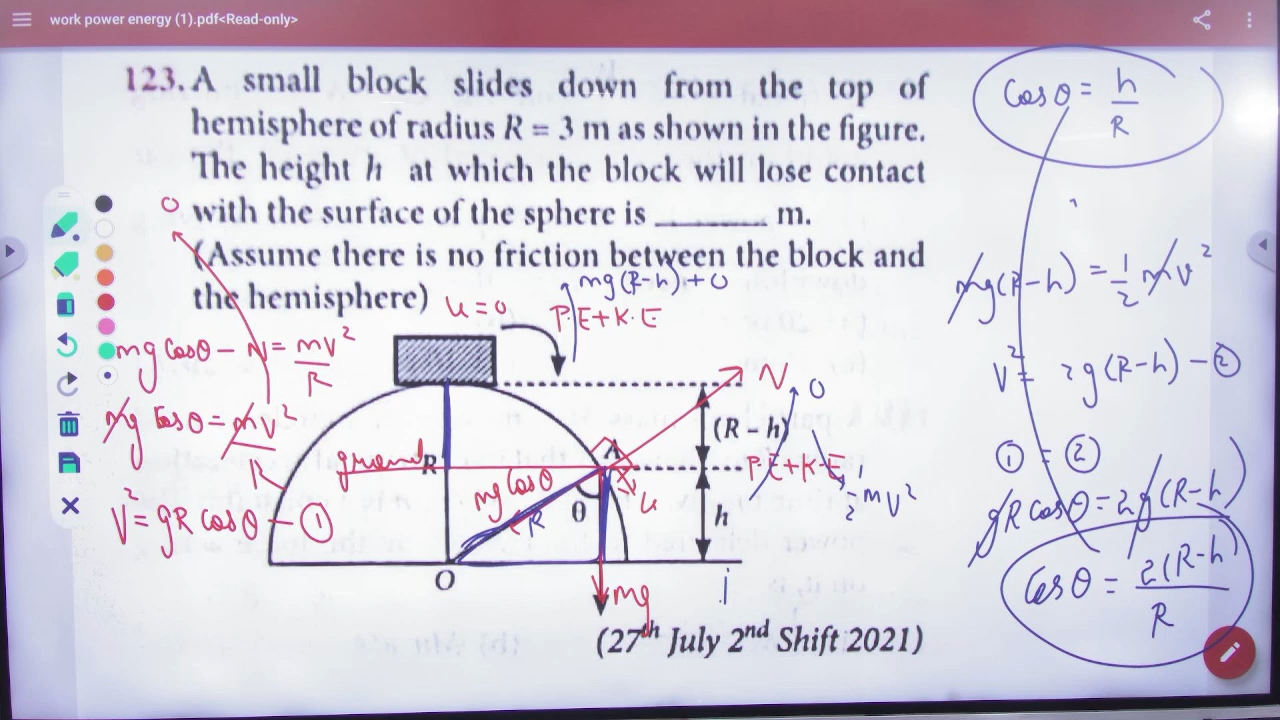 work power energy (1).pdf<Read-only>
123. A small block slides down from the top of
hemisphere of radius R = 3 m as shown in the figure.
The height h at which the block will lose contact
with the surface of the sphere is ______ m.
(Assume there is no friction between the block and
the hemisphere)
0
u = 0
mg(R-h) + 0
P.E + K.E
mg cosθ - N = mv²/R
mg cosθ = mv²/R
v² = gR cosθ - ①
ground
R
mg cosθ
R
θ
A
N
u
mg
O
(R – h)
h
0
P.E + K.E
1/2 mv²
(27th July 2nd Shift 2021)
cosθ = h/R
mg(R-h) = 1/2 mv²
v² = 2g(R-h) - ②
① = ②
gR cosθ = 2g(R-h)
cosθ = 2(R-h)/R